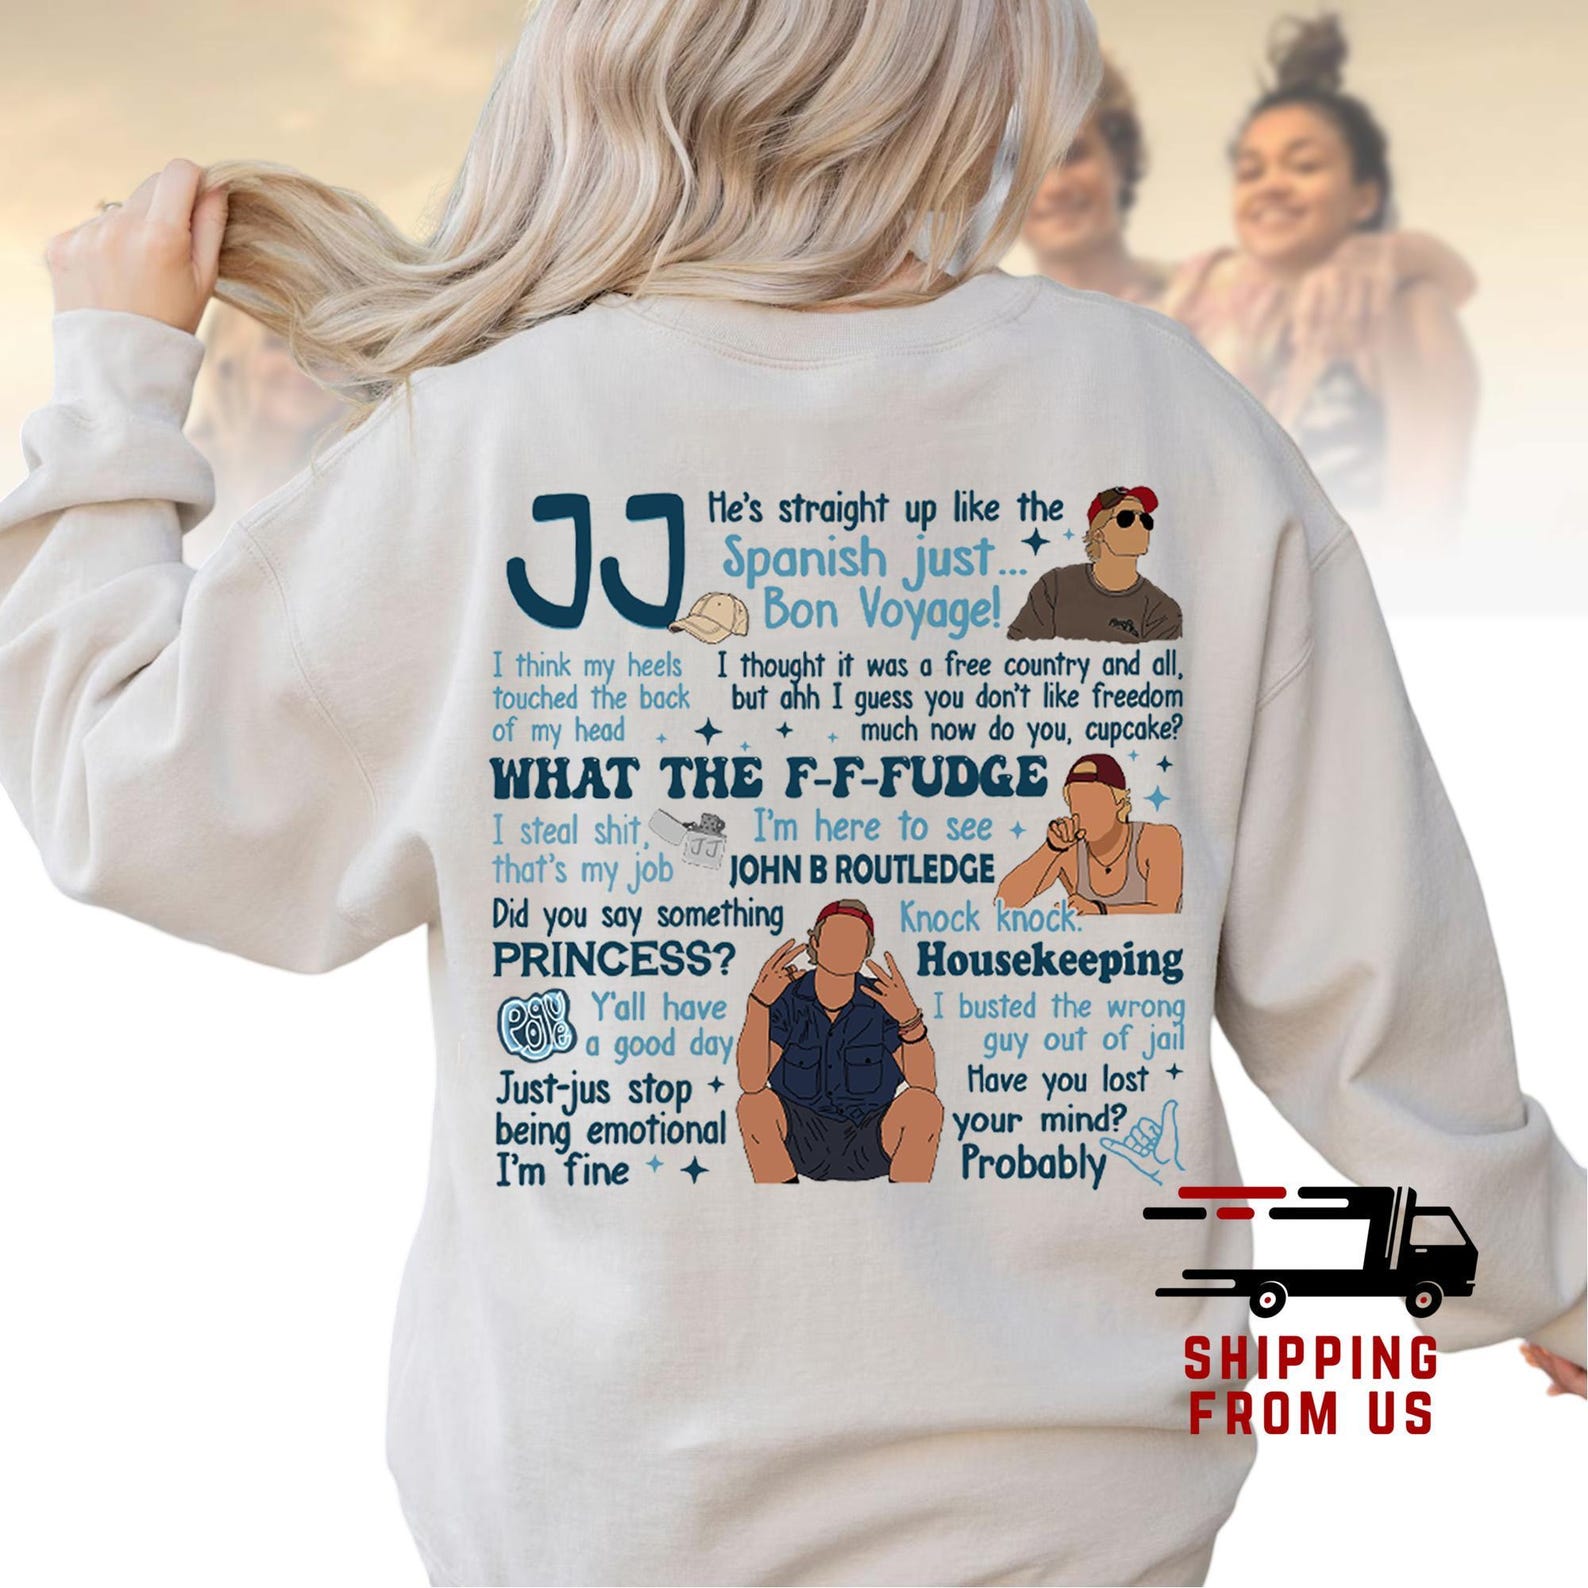 JJ
He's straight up like the
Spanish just...
Bon Voyage!
I think my heels
touched the back
of my head
I thought it was a free country and all,
but ahh I guess you don't like freedom
much now do you, cupcake?
WHAT THE F-F-FUDGE
I steal shit,
that's my job
JJ
I'm here to see
JOHN B ROUTLEDGE
Did you say something
PRINCESS?
Knock knock.
Housekeeping
POGUE
Y'all have
a good day
I busted the wrong
guy out of jail
Just-jus stop
being emotional
I'm fine
Have you lost
your mind?
Probably
SHIPPING
FROM US